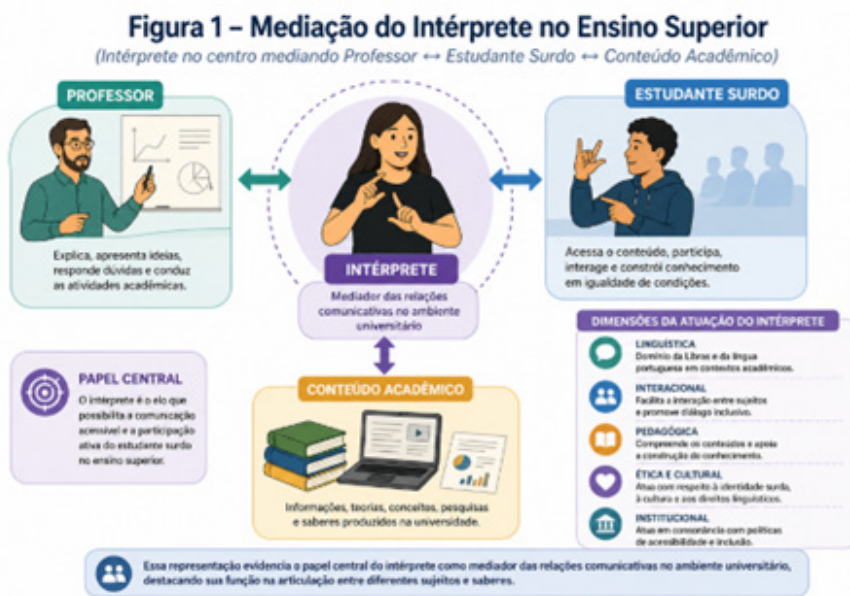 Figura 1 – Mediação do Intérprete no Ensino Superior
(Intérprete no centro mediando Professor ↔ Estudante Surdo ↔ Conteúdo Acadêmico)
PROFESSOR
Explica, apresenta ideias,
responde dúvidas e conduz
as atividades acadêmicas.
INTÉRPRETE
Mediador das relações
comunicativas no ambiente
universitário
ESTUDANTE SURDO
Acessa o conteúdo, participa,
interage e constrói conhecimento
em igualdade de condições.
PAPEL CENTRAL
O intérprete é o elo que
possibilita a comunicação
acessível e a participação
ativa do estudante surdo
no ensino superior.
CONTEÚDO ACADÊMICO
Informações, teorias, conceitos, pesquisas
e saberes produzidos na universidade.
DIMENSÕES DA ATUAÇÃO DO INTÉRPRETE
LINGUÍSTICA
Domínio da Libras e da língua
portuguesa em contextos acadêmicos.
INTERACIONAL
Facilita a interação entre sujeitos
e promove diálogo inclusivo.
PEDAGÓGICA
Compreende os conteúdos e apoia
a construção do conhecimento.
ÉTICA E CULTURAL
Atua com respeito à identidade surda,
à cultura e aos direitos linguísticos.
INSTITUCIONAL
Atua em consonância com políticas
de acessibilidade e inclusão.
Essa representação evidencia o papel central do intérprete como mediador das relações comunicativas no ambiente universitário,
destacando sua função na articulação entre diferentes sujeitos e saberes.